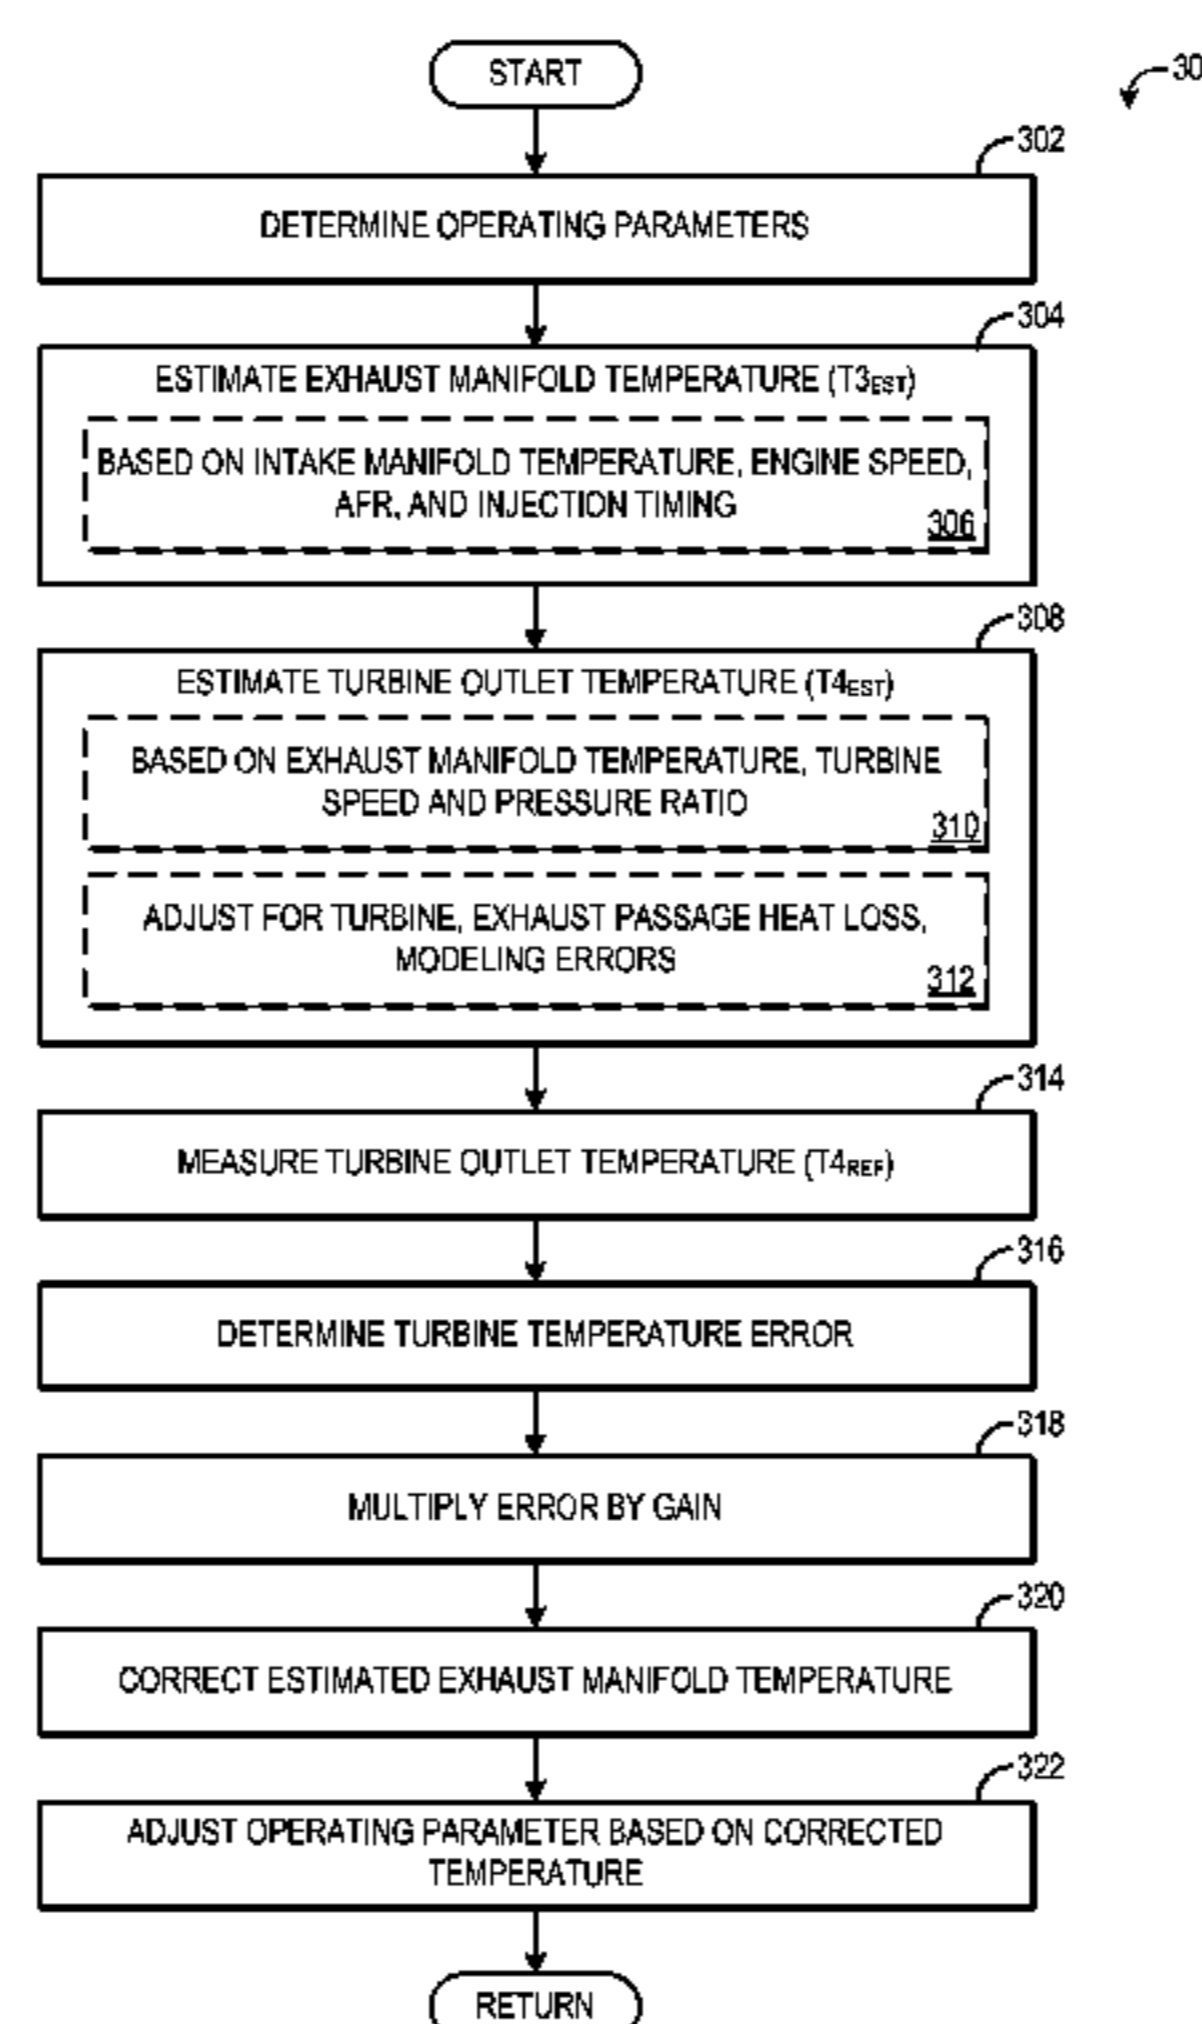 START
30
302
DETERMINE OPERATING PARAMETERS
304
ESTIMATE EXHAUST MANIFOLD TEMPERATURE (T3EST)
BASED ON INTAKE MANIFOLD TEMPERATURE, ENGINE SPEED,
AFR, AND INJECTION TIMING
306
308
ESTIMATE TURBINE OUTLET TEMPERATURE (T4EST)
BASED ON EXHAUST MANIFOLD TEMPERATURE, TURBINE
SPEED AND PRESSURE RATIO
310
ADJUST FOR TURBINE, EXHAUST PASSAGE HEAT LOSS,
MODELING ERRORS
312
314
MEASURE TURBINE OUTLET TEMPERATURE (T4REF)
316
DETERMINE TURBINE TEMPERATURE ERROR
318
MULTIPLY ERROR BY GAIN
320
CORRECT ESTIMATED EXHAUST MANIFOLD TEMPERATURE
322
ADJUST OPERATING PARAMETER BASED ON CORRECTED
TEMPERATURE
RETURN